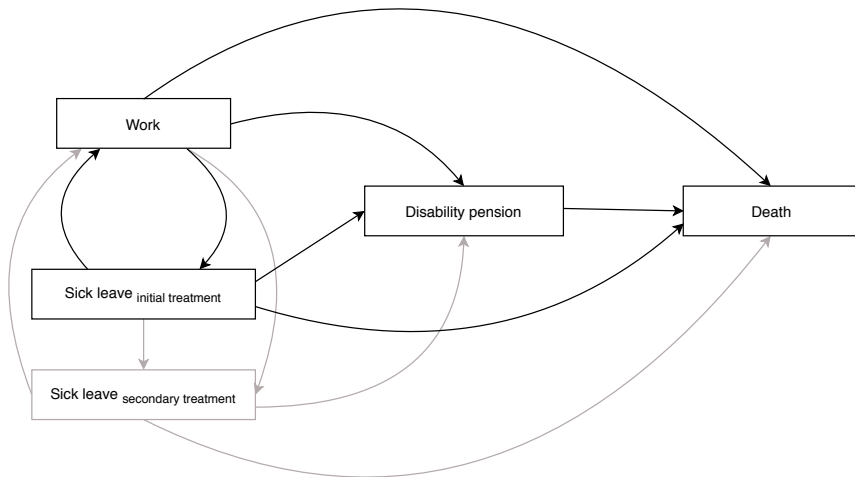 Work
Disability pension
Death
Sick leave initial treatment
Sick leave secondary treatment